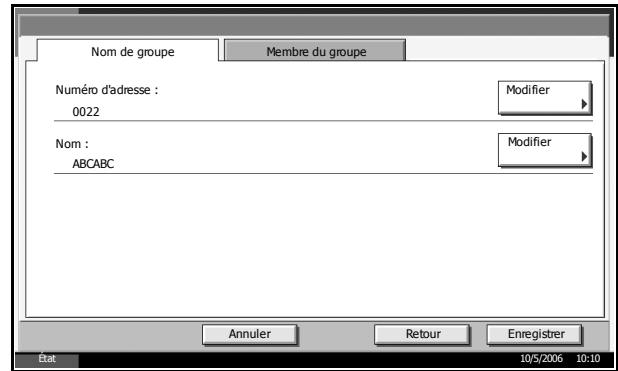 Nom de groupe Membre du groupe
Numéro d'adresse : Modifier
0022
Nom : Modifier
ABCABC
Annuler Retour Enregistrer
État 10/5/2006 10:10